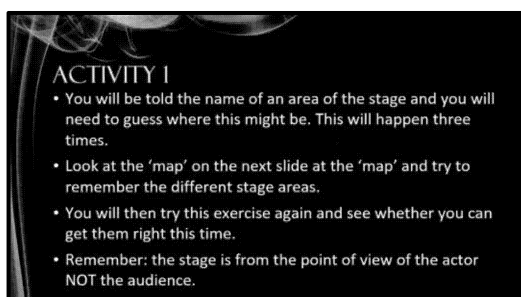 ACTIVITY 1
• You will be told the name of an area of the stage and you will
need to guess where this might be. This will happen three
times.
• Look at the ‘map’ on the next slide at the ‘map’ and try to
remember the different stage areas.
• You will then try this exercise again and see whether you can
get them right this time.
• Remember: the stage is from the point of view of the actor
NOT the audience.